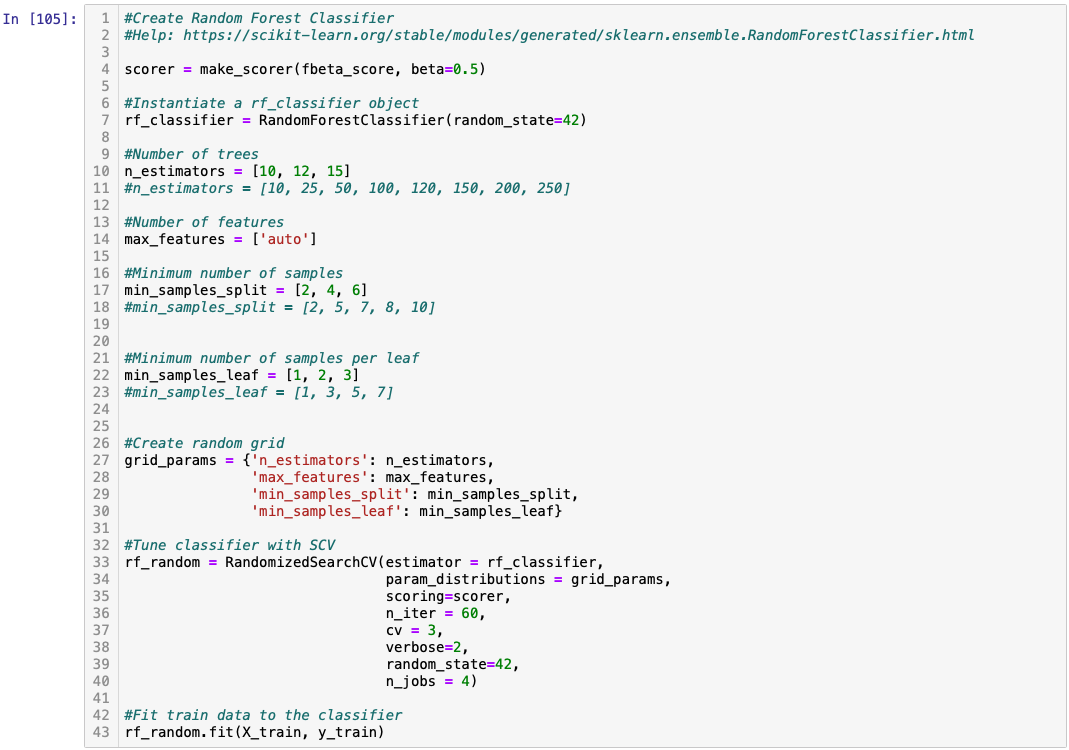 In [105]:
1 #Create Random Forest Classifier
2 #Help: https://scikit-learn.org/stable/modules/generated/sklearn.ensemble.RandomForestClassifier.html
3
4 scorer = make_scorer(fbeta_score, beta=0.5)
5
6 #Instantiate a rf_classifier object
7 rf_classifier = RandomForestClassifier(random_state=42)
8
9 #Number of trees
10 n_estimators = [10, 12, 15]
11 #n_estimators = [10, 25, 50, 100, 120, 150, 200, 250]
12
13 #Number of features
14 max_features = ['auto']
15
16 #Minimum number of samples
17 min_samples_split = [2, 4, 6]
18 #min_samples_split = [2, 5, 7, 8, 10]
19
20
21 #Minimum number of samples per leaf
22 min_samples_leaf = [1, 2, 3]
23 #min_samples_leaf = [1, 3, 5, 7]
24
25
26 #Create random grid
27 grid_params = {'n_estimators': n_estimators,
28                'max_features': max_features,
29                'min_samples_split': min_samples_split,
30                'min_samples_leaf': min_samples_leaf}
31
32 #Tune classifier with SCV
33 rf_random = RandomizedSearchCV(estimator = rf_classifier,
34                                param_distributions = grid_params,
35                                scoring=scorer,
36                                n_iter = 60,
37                                cv = 3,
38                                verbose=2,
39                                random_state=42,
40                                n_jobs = 4)
41
42 #Fit train data to the classifier
43 rf_random.fit(X_train, y_train)